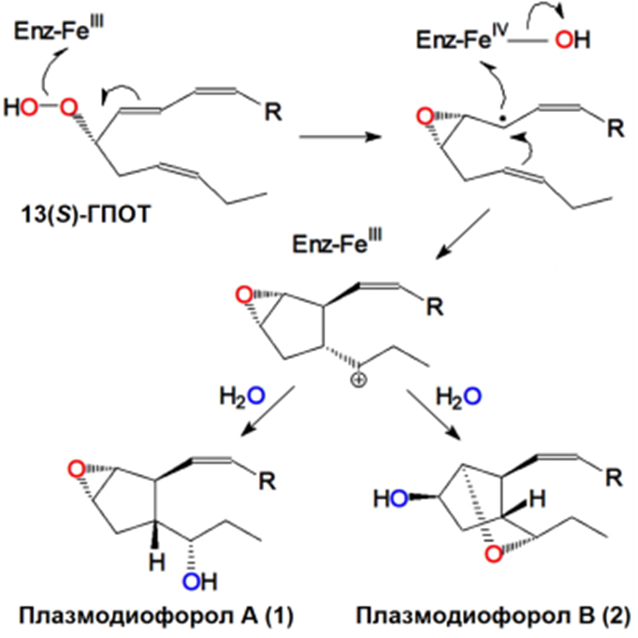 Enz-Fe^III
Enz-Fe^IV — OH
HO-O
R
O
R
13(S)-ГПОТ
Enz-Fe^III
O
R
⊕
H₂O
H₂O
O
R
HO
H
R
H
O
OH
Плазмодиофорол А (1)
Плазмодиофорол В (2)